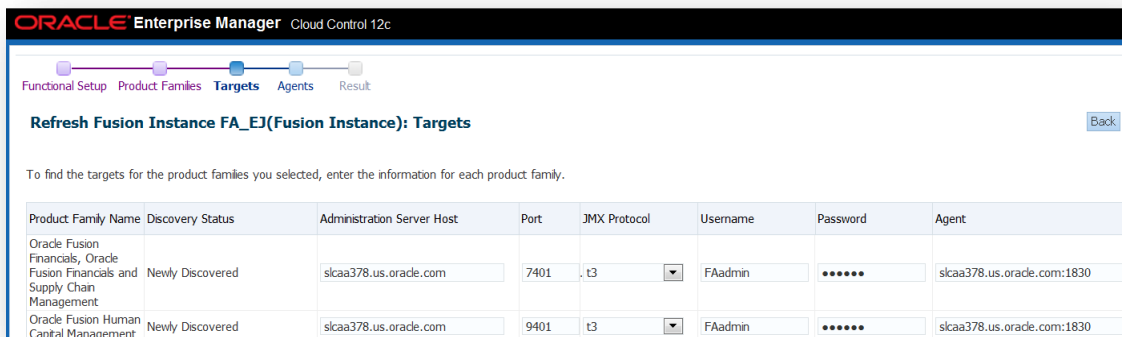 ORACLE Enterprise Manager Cloud Control 12c
Functional Setup Product Families Targets Agents Result
Refresh Fusion Instance FA_EJ(Fusion Instance): Targets
Back
To find the targets for the product families you selected, enter the information for each product family.
Product Family Name Discovery Status Administration Server Host Port JMX Protocol Username Password Agent
Oracle Fusion
Financials, Oracle
Fusion Financials and Newly Discovered slcaa378.us.oracle.com 7401 . t3 FAadmin •••••• slcaa378.us.oracle.com:1830
Supply Chain
Management
Oracle Fusion Human
Capital Management Newly Discovered slcaa378.us.oracle.com 9401 t3 FAadmin •••••• slcaa378.us.oracle.com:1830